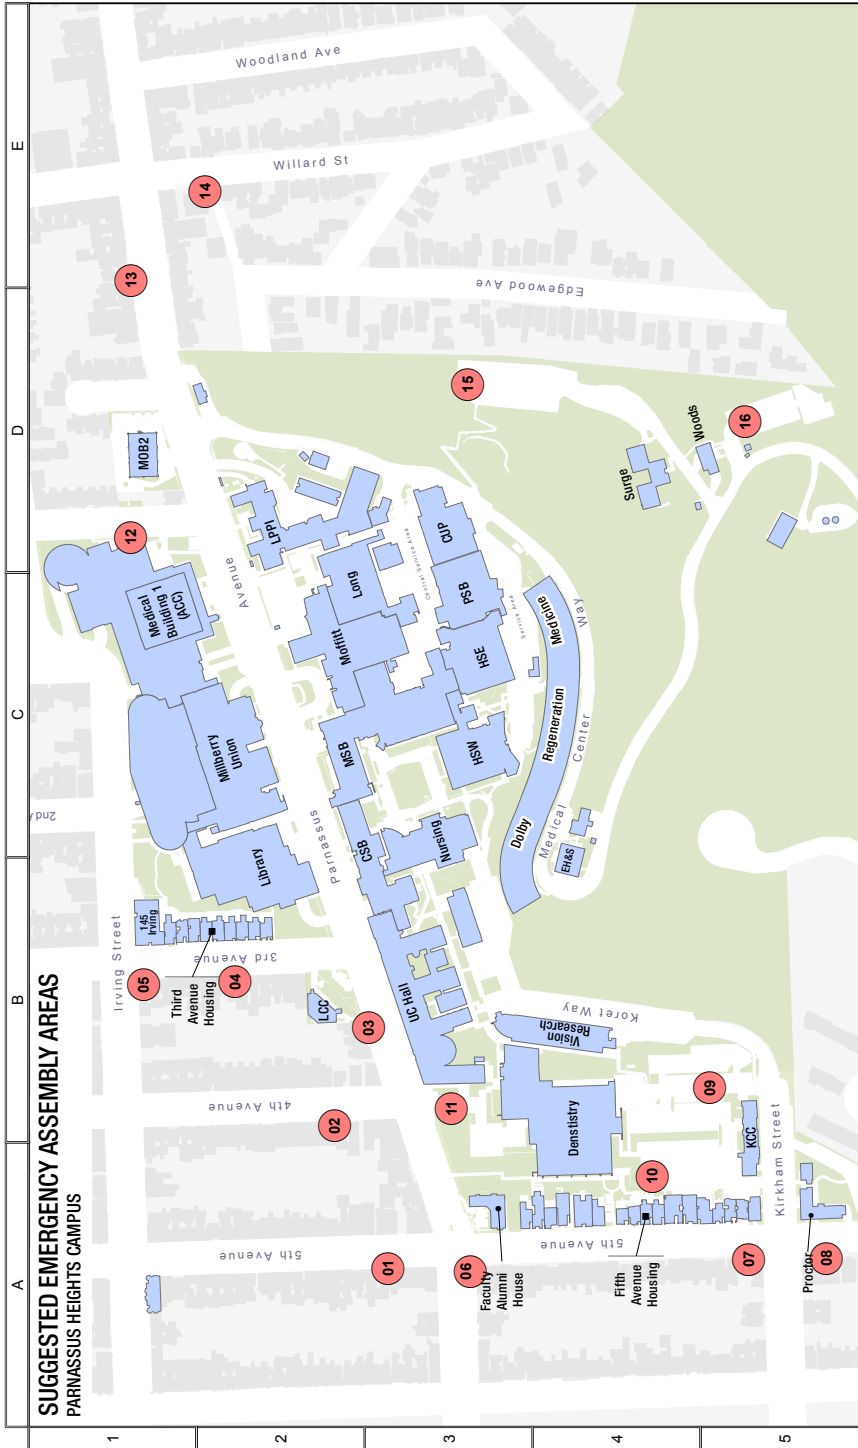 SUGGESTED EMERGENCY ASSEMBLY AREAS
PARNASSUS HEIGHTS CAMPUS
A
B
C
D
E
1
2
3
4
5
Irving Street
2nd
3rd Avenue
4th Avenue
5th Avenue
5th Avenue
Parnassus
Avenue
Woodland Ave
Willard St
Edgewood Ave
Koret Way
Kirkham Street
Medical
Center
Way
Central Service Area
Service Area
145
Irving
Third
Avenue
Housing
LCC
Library
Millberry
Union
Medical
Building 1
(ACC)
MOB2
LPPI
Long
Moffitt
MSB
CSB
UC Hall
Nursing
HSW
HSE
PSB
CUP
Dolby
Regeneration
Medicine
EH&S
Surge
Woods
Vision
Research
Denstistry
KCC
Faculty
Alumni
House
Fifth
Avenue
Housing
Proctor
01
02
03
04
05
06
07
08
09
10
11
12
13
14
15
16